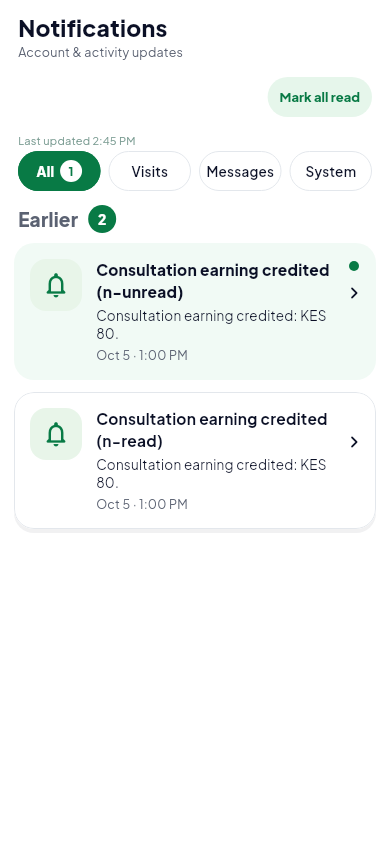 Notifications
Account & activity updates
Mark all read
Last updated 2:45 PM
All 1 Visits Messages System
Earlier 2
Consultation earning credited
(n-unread)
Consultation earning credited: KES
80.
Oct 5 · 1:00 PM
Consultation earning credited
(n-read)
Consultation earning credited: KES
80.
Oct 5 · 1:00 PM